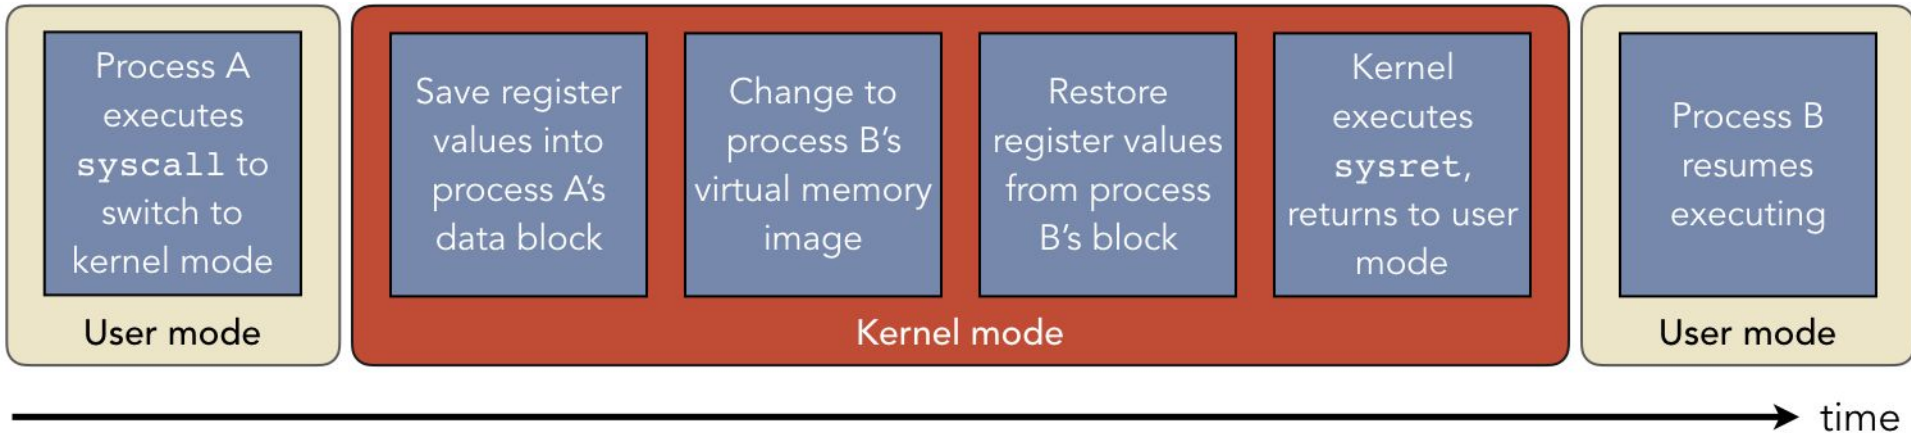 Process A
executes
syscall to
switch to
kernel mode
User mode
Save register
values into
process A’s
data block
Change to
process B’s
virtual memory
image
Restore
register values
from process
B’s block
Kernel
executes
sysret,
returns to user
mode
Kernel mode
Process B
resumes
executing
User mode
time